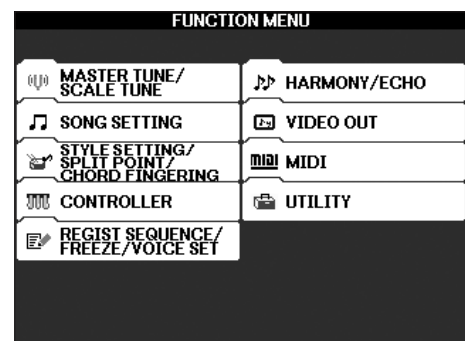 FUNCTION MENU
MASTER TUNE/
SCALE TUNE
SONG SETTING
STYLE SETTING/
SPLIT POINT/
CHORD FINGERING
CONTROLLER
REGIST SEQUENCE/
FREEZE/VOICE SET
HARMONY/ECHO
VIDEO OUT
MIDI MIDI
UTILITY